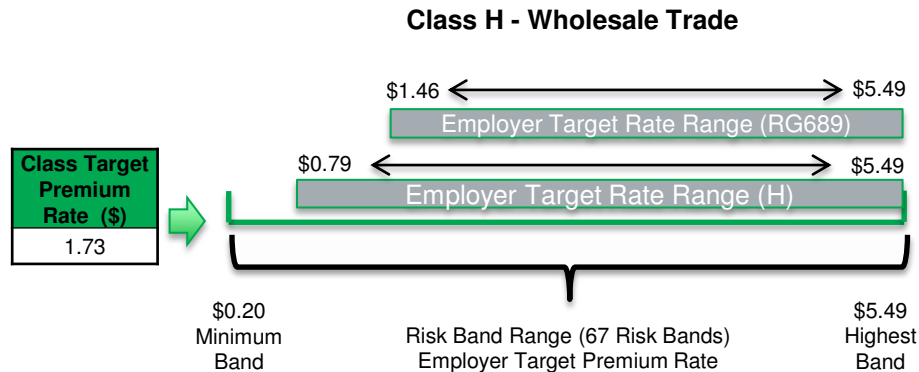 Class H - Wholesale Trade
$1.46
$5.49
Employer Target Rate Range (RG689)
$0.79
$5.49
Employer Target Rate Range (H)
Class Target
Premium
Rate ($)
1.73
$0.20
Minimum
Band
Risk Band Range (67 Risk Bands)
Employer Target Premium Rate
$5.49
Highest
Band